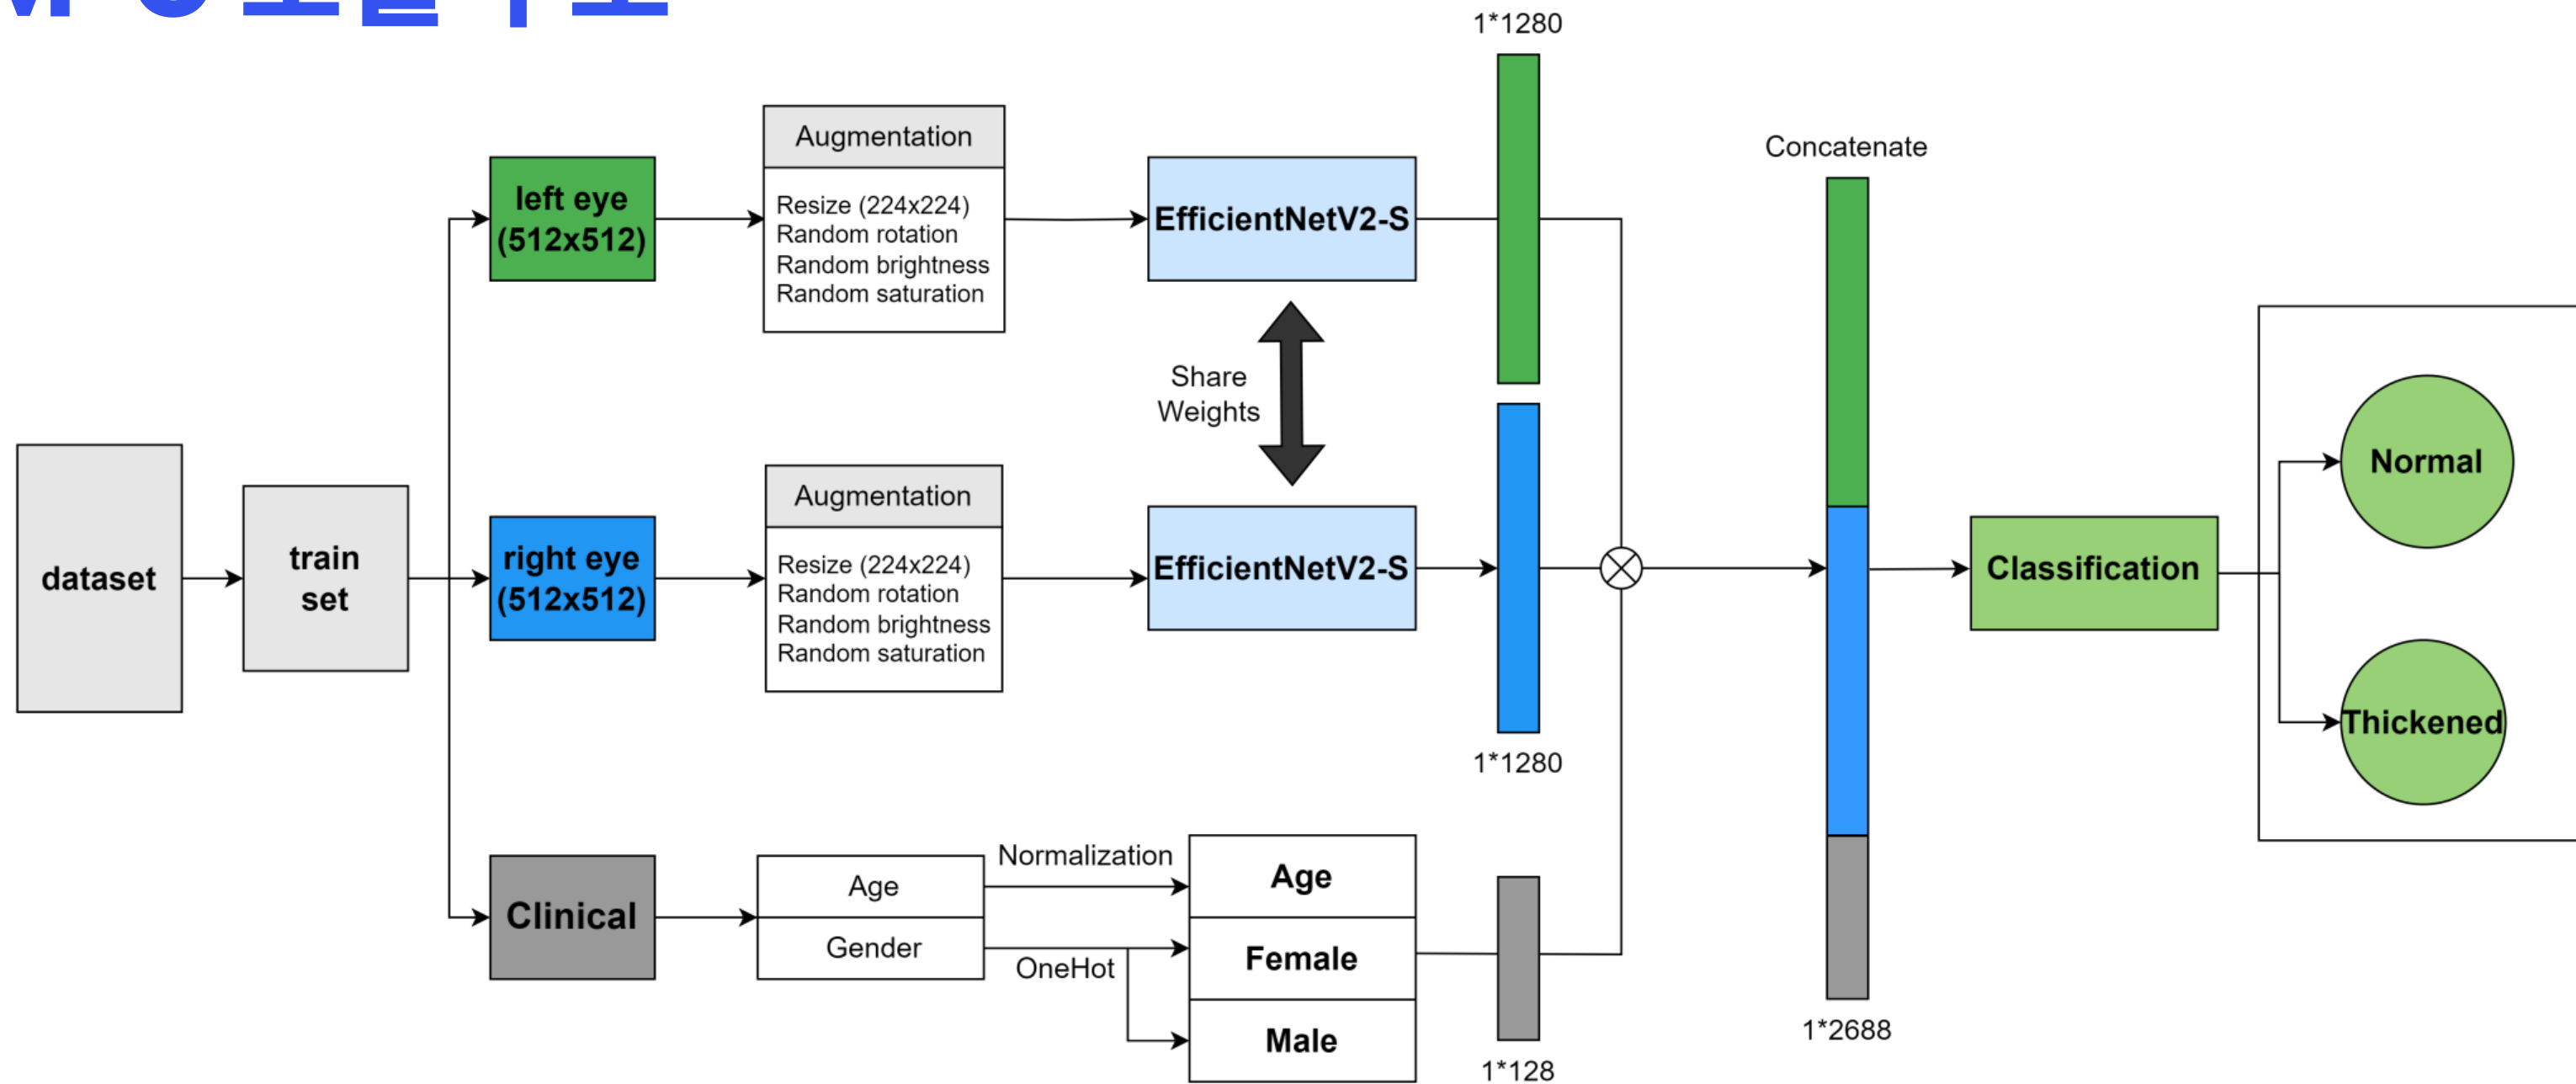 1*1280
Concatenate
Augmentation
left eye
(512x512)
Resize (224x224)
Random rotation
Random brightness
Random saturation
EfficientNetV2-S
Share
Weights
dataset
train
set
right eye
(512x512)
Augmentation
Resize (224x224)
Random rotation
Random brightness
Random saturation
EfficientNetV2-S
1*1280
Classification
Normal
Thickened
Clinical
Age
Gender
Normalization
OneHot
Age
Female
Male
1*128
1*2688